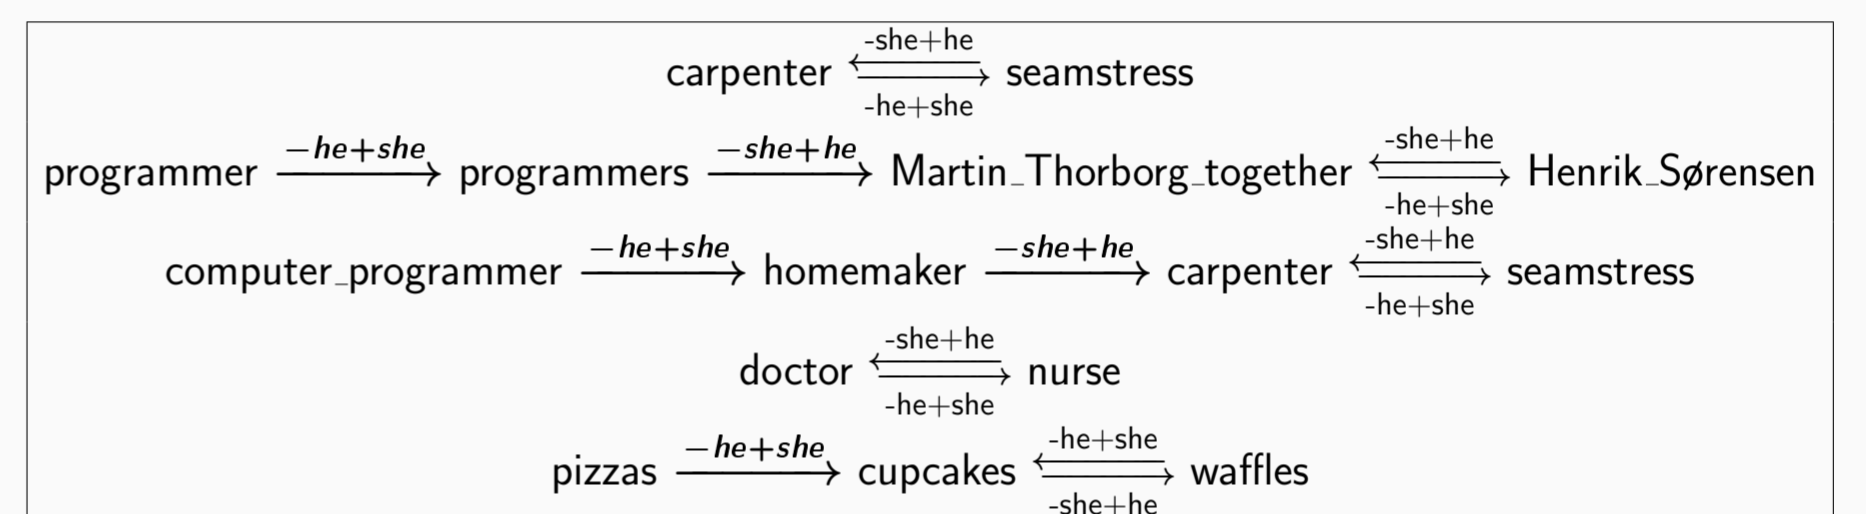 -she+he
carpenter ⇄ seamstress
-he+she
-she+he
programmer −he+she→ programmers −she+he→ Martin_Thorborg_together ⇄ Henrik_Sørensen
-he+she
-she+he
computer_programmer −he+she→ homemaker −she+he→ carpenter ⇄ seamstress
-he+she
-she+he
doctor ⇄ nurse
-he+she
-he+she
pizzas −he+she→ cupcakes ⇄ waffles
-she+he